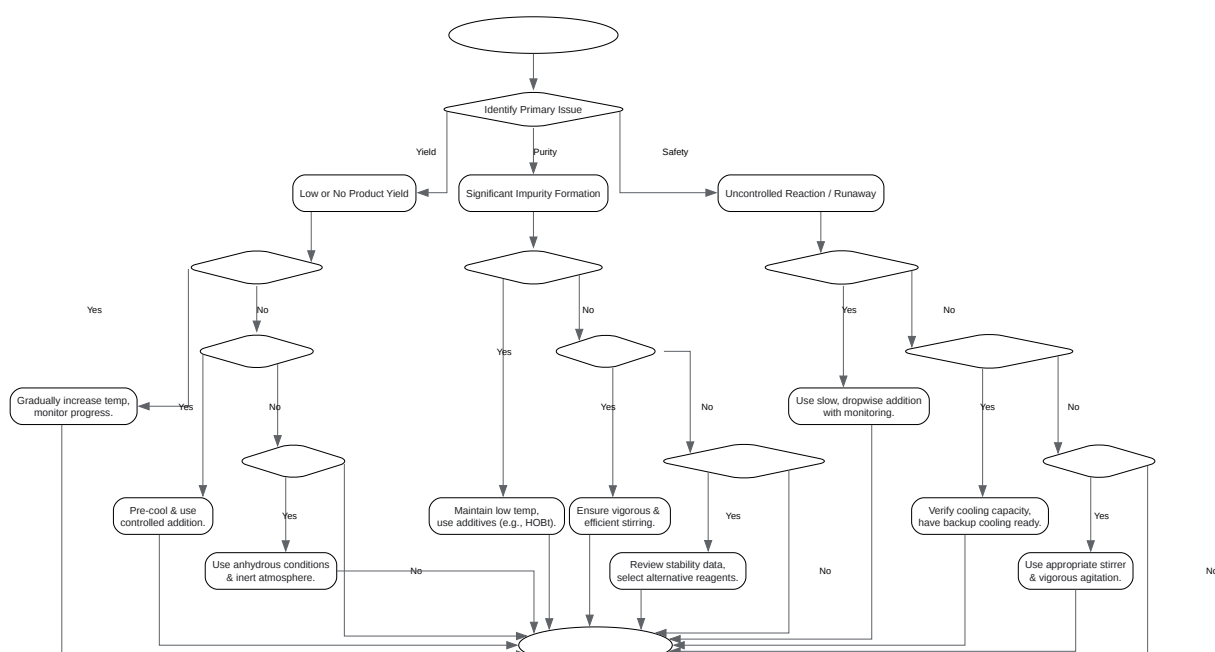 Identify Primary Issue
Yield
Purity
Safety
Low or No Product Yield
Significant Impurity Formation
Uncontrolled Reaction / Runaway
Yes
No
No
Yes
No
Yes
Gradually increase temp,
monitor progress.
Yes
No
Yes
No
Use slow, dropwise addition
with monitoring.
Yes
No
Pre-cool & use
controlled addition.
Yes
Maintain low temp,
use additives (e.g., HOBt).
Ensure vigorous &
efficient stirring.
Yes
Verify cooling capacity,
have backup cooling ready.
Yes
Use anhydrous conditions
& inert atmosphere.
No
Review stability data,
select alternative reagents.
No
Use appropriate stirrer
& vigorous agitation.